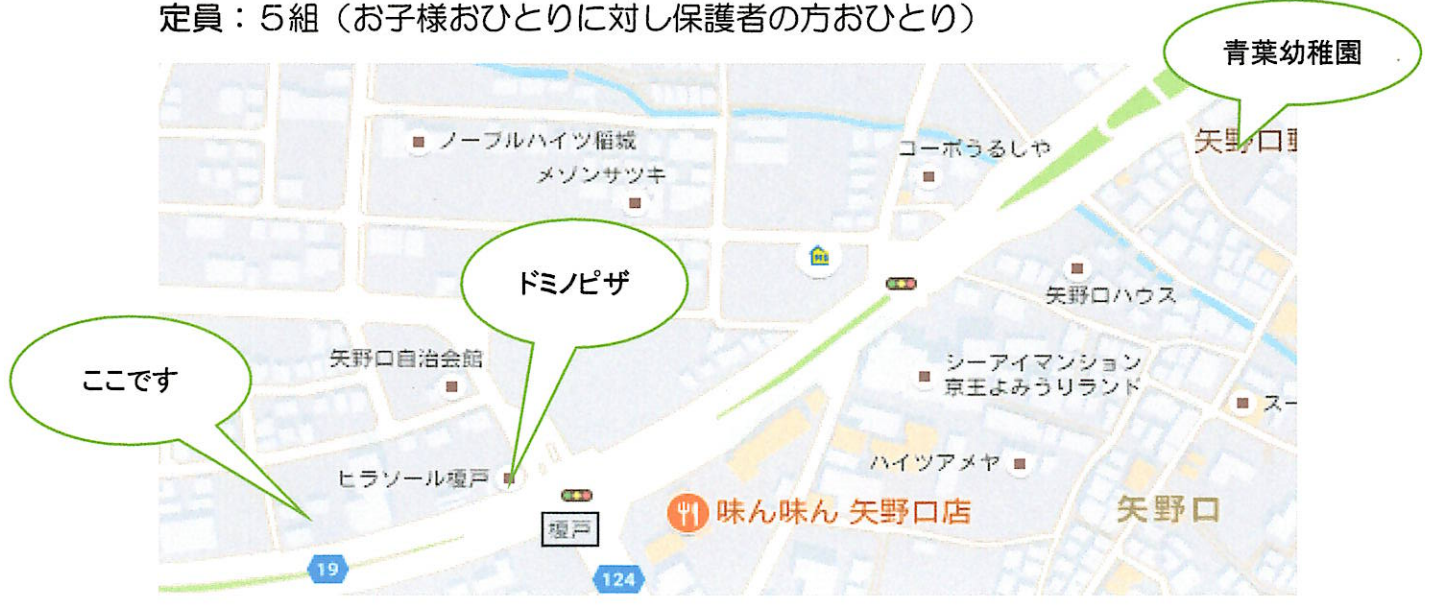 定員：５組（お子様おひとりに対し保護者の方おひとり）
青葉幼稚園
ノーブルハイツ稲城
コーポうるしや
矢野口
メゾンサツキ
ドミノピザ
矢野口ハウス
矢野口自治会館
シーアイマンション
京王よみうりランド
ここです
スー
ヒラソール榎戸
ハイツアメヤ
味ん味ん 矢野口店
矢野口
榎戸
19
124